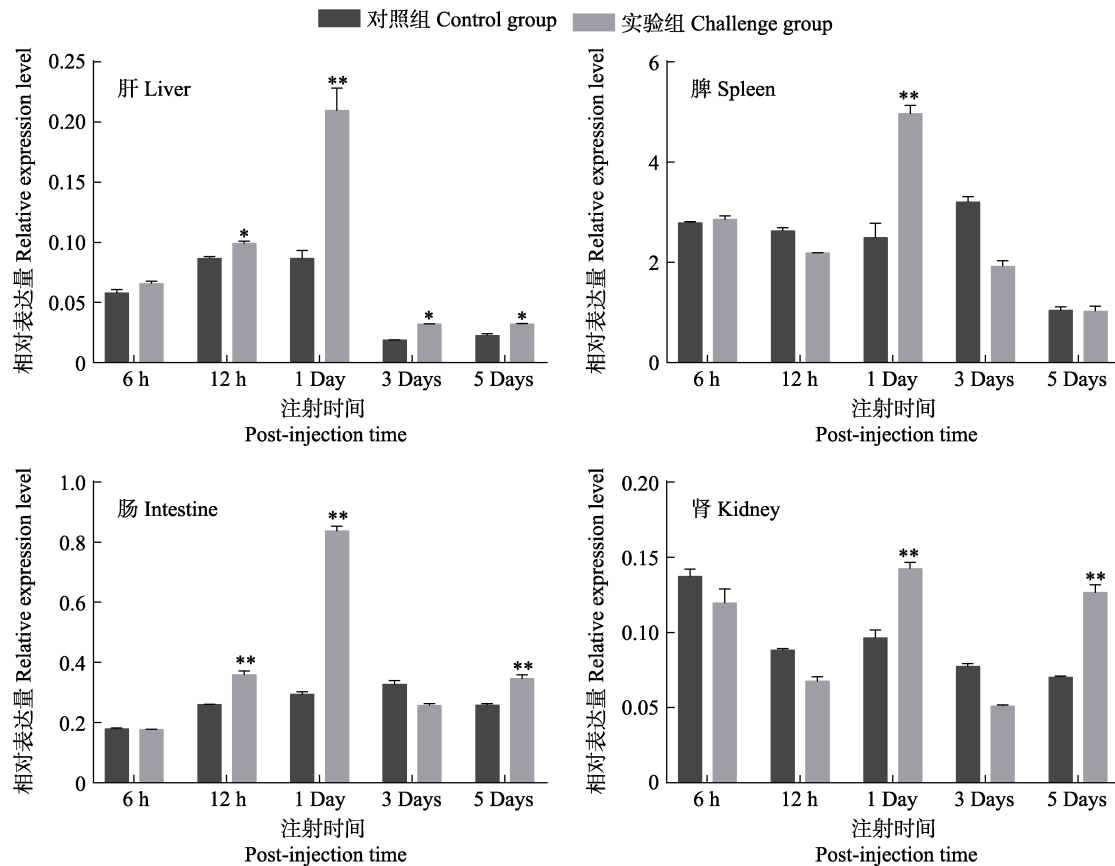 对照组 Control group 实验组 Challenge group
相对表达量 Relative expression level
0.25
0.20
0.15
0.10
0.05
0
肝 Liver
**
*
*
*
6 h 12 h 1 Day 3 Days 5 Days
注射时间
Post-injection time
相对表达量 Relative expression level
6
4
2
0
脾 Spleen
**
6 h 12 h 1 Day 3 Days 5 Days
注射时间
Post-injection time
相对表达量 Relative expression level
1.0
0.8
0.6
0.4
0.2
0
肠 Intestine
**
**
**
6 h 12 h 1 Day 3 Days 5 Days
注射时间
Post-injection time
相对表达量 Relative expression level
0.20
0.15
0.10
0.05
0
肾 Kidney
**
**
6 h 12 h 1 Day 3 Days 5 Days
注射时间
Post-injection time